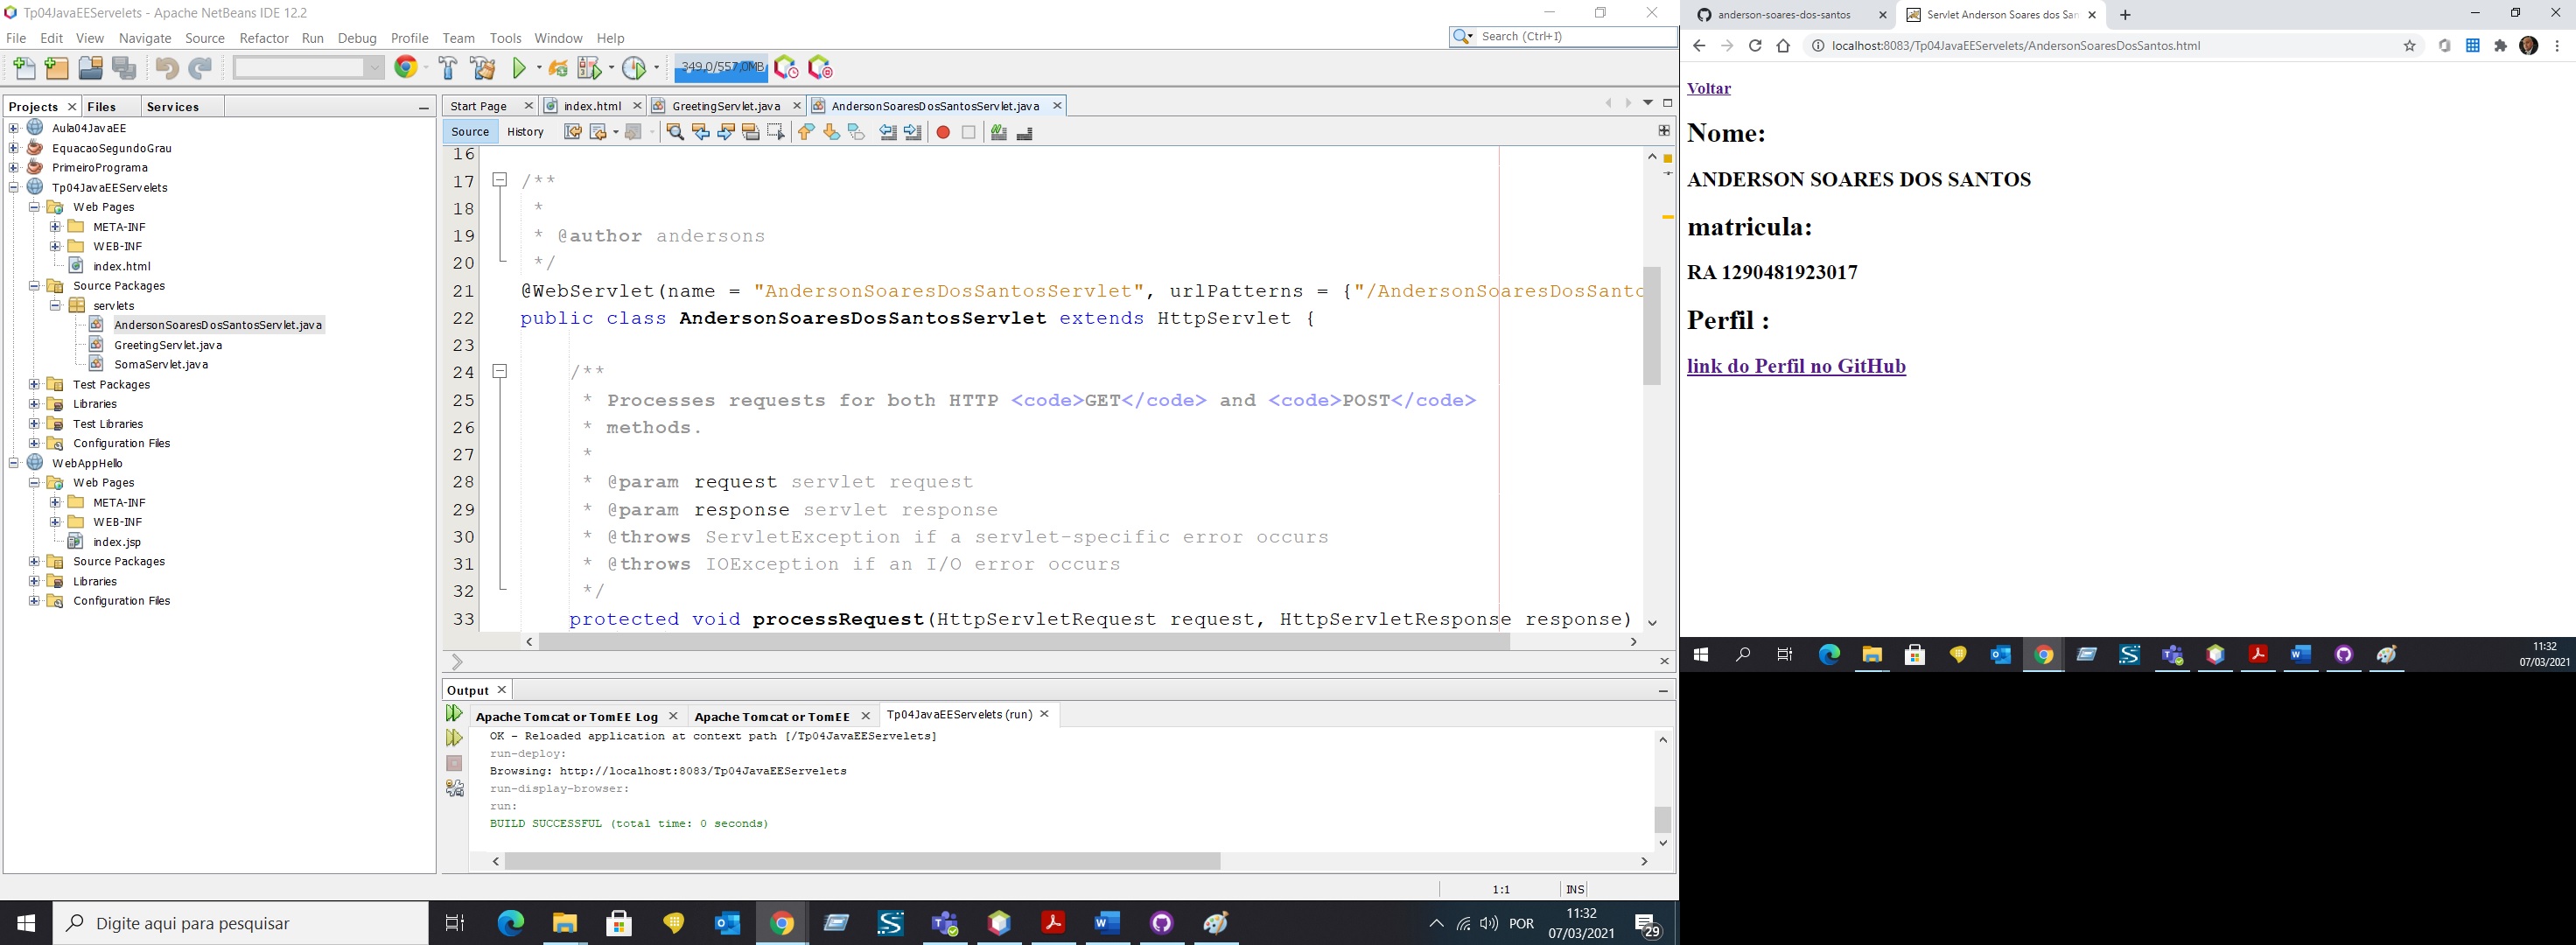 Tp04JavaEEServelets - Apache NetBeans IDE 12.2
File Edit View Navigate Source Refactor Run Debug Profile Team Tools Window Help
Search (Ctrl+I)
349,0/557,0MB
Projects Files Services
Aula04JavaEE
EquacaoSegundoGrau
PrimeiroPrograma
Tp04JavaEEServelets
Web Pages
META-INF
WEB-INF
index.html
Source Packages
servlets
AndersonSoaresDosSantosServlet.java
GreetingServlet.java
SomaServlet.java
Test Packages
Libraries
Test Libraries
Configuration Files
WebAppHello
Web Pages
META-INF
WEB-INF
index.jsp
Source Packages
Libraries
Configuration Files
Start Page index.html GreetingServlet.java AndersonSoaresDosSantosServlet.java
Source History
16
17 /**
18 *
19 * @author andersons
20 */
21 @WebServlet(name = "AndersonSoaresDosSantosServlet", urlPatterns = {"/AndersonSoaresDosSanto
22 public class AndersonSoaresDosSantosServlet extends HttpServlet {
23
24 /**
25 * Processes requests for both HTTP <code>GET</code> and <code>POST</code>
26 * methods.
27 *
28 * @param request servlet request
29 * @param response servlet response
30 * @throws ServletException if a servlet-specific error occurs
31 * @throws IOException if an I/O error occurs
32 */
33 protected void processRequest(HttpServletRequest request, HttpServletResponse response)
Output
Apache Tomcat or TomEE Log Apache Tomcat or TomEE Tp04JavaEEServelets (run)
OK - Reloaded application at context path [/Tp04JavaEEServelets]
run-deploy:
Browsing: http://localhost:8083/Tp04JavaEEServelets
run-display-browser:
run:
BUILD SUCCESSFUL (total time: 0 seconds)
1:1 INS
Digite aqui para pesquisar
POR
11:32
07/03/2021
29
anderson-soares-dos-santos Servlet Anderson Soares dos San
localhost:8083/Tp04JavaEEServelets/AndersonSoaresDosSantos.html
Voltar
Nome:
ANDERSON SOARES DOS SANTOS
matricula:
RA 1290481923017
Perfil :
link do Perfil no GitHub
11:32
07/03/2021